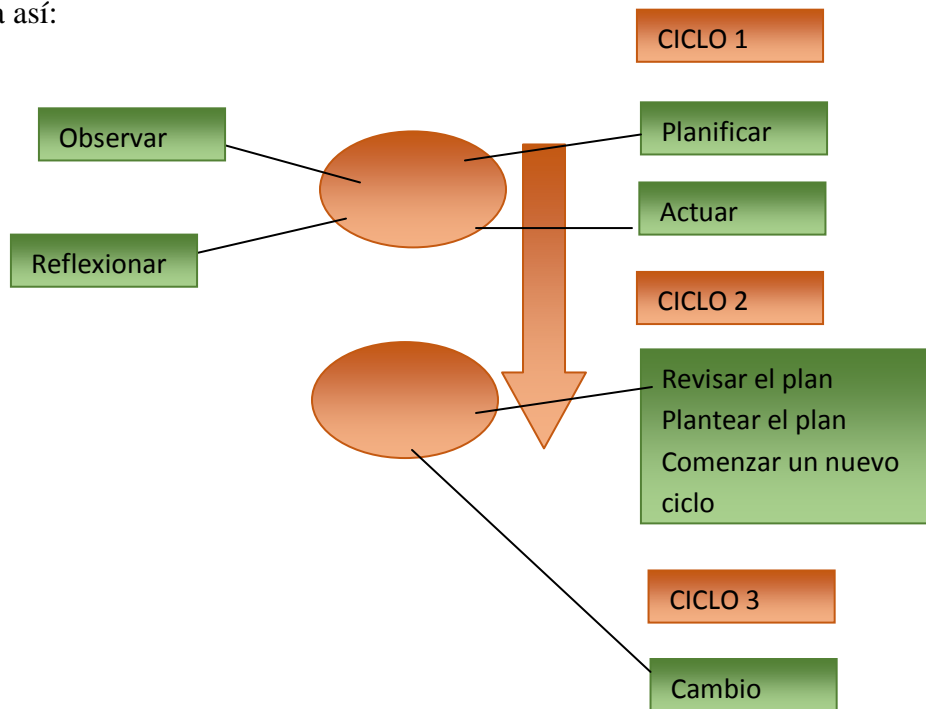 a así:
CICLO 1
Observar
Planificar
Actuar
Reflexionar
CICLO 2
Revisar el plan
Plantear el plan
Comenzar un nuevo
ciclo
CICLO 3
Cambio